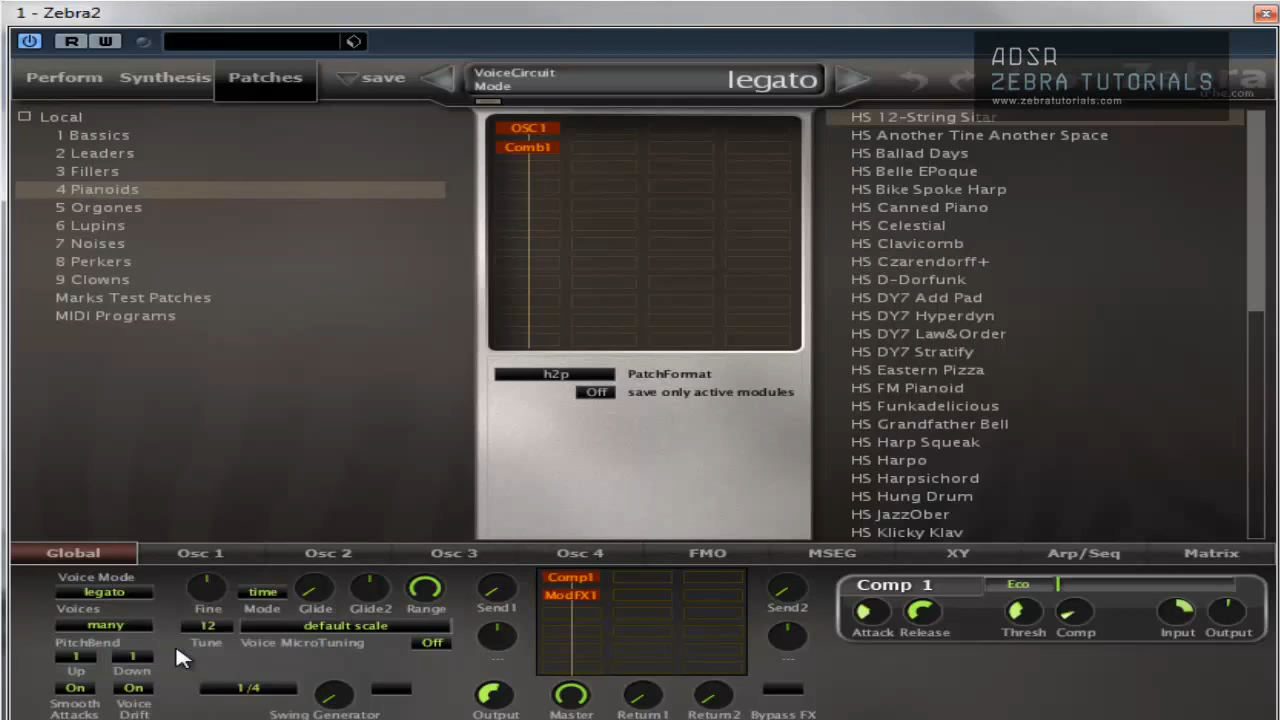 1 - Zebra2
R W
ADSR
ZEBRA TUTORIALS
www.zebratutorials.com
Perform Synthesis Patches save
VoiceCircuit
Mode
legato
u-he.com
Local
1 Bassics
2 Leaders
3 Fillers
4 Pianoids
5 Orgones
6 Lupins
7 Noises
8 Perkers
9 Clowns
Marks Test Patches
MIDI Programs
OSC 1
Comb1
h2p PatchFormat
Off save only active modules
HS 12-String Sitar
HS Another Tine Another Space
HS Ballad Days
HS Belle EPoque
HS Bike Spoke Harp
HS Canned Piano
HS Celestial
HS Clavicomb
HS Czarendorff+
HS D-Dorfunk
HS DY7 Add Pad
HS DY7 Hyperdyn
HS DY7 Law&Order
HS DY7 Stratify
HS Eastern Pizza
HS FM Pianoid
HS Funkadelicious
HS Grandfather Bell
HS Harp Squeak
HS Harpo
HS Harpsichord
HS Hung Drum
HS JazzOber
HS Klicky Klav
Global Osc 1 Osc 2 Osc 3 Osc 4 FMO MSEG XY Arp/Seq Matrix
Voice Mode
legato
Voices
many
PitchBend
1 1
Up Down
On On
Smooth Attacks
Voice Drift
time
Fine Mode Glide Glide2 Range
12 default scale
Tune Voice MicroTuning Off
1/4
Swing Generator
Send1
---
Comp1
ModFX1
Send2
---
Output Master Return1 Return2 Bypass FX
Comp 1 Eco
Attack Release Thresh Comp Input Output